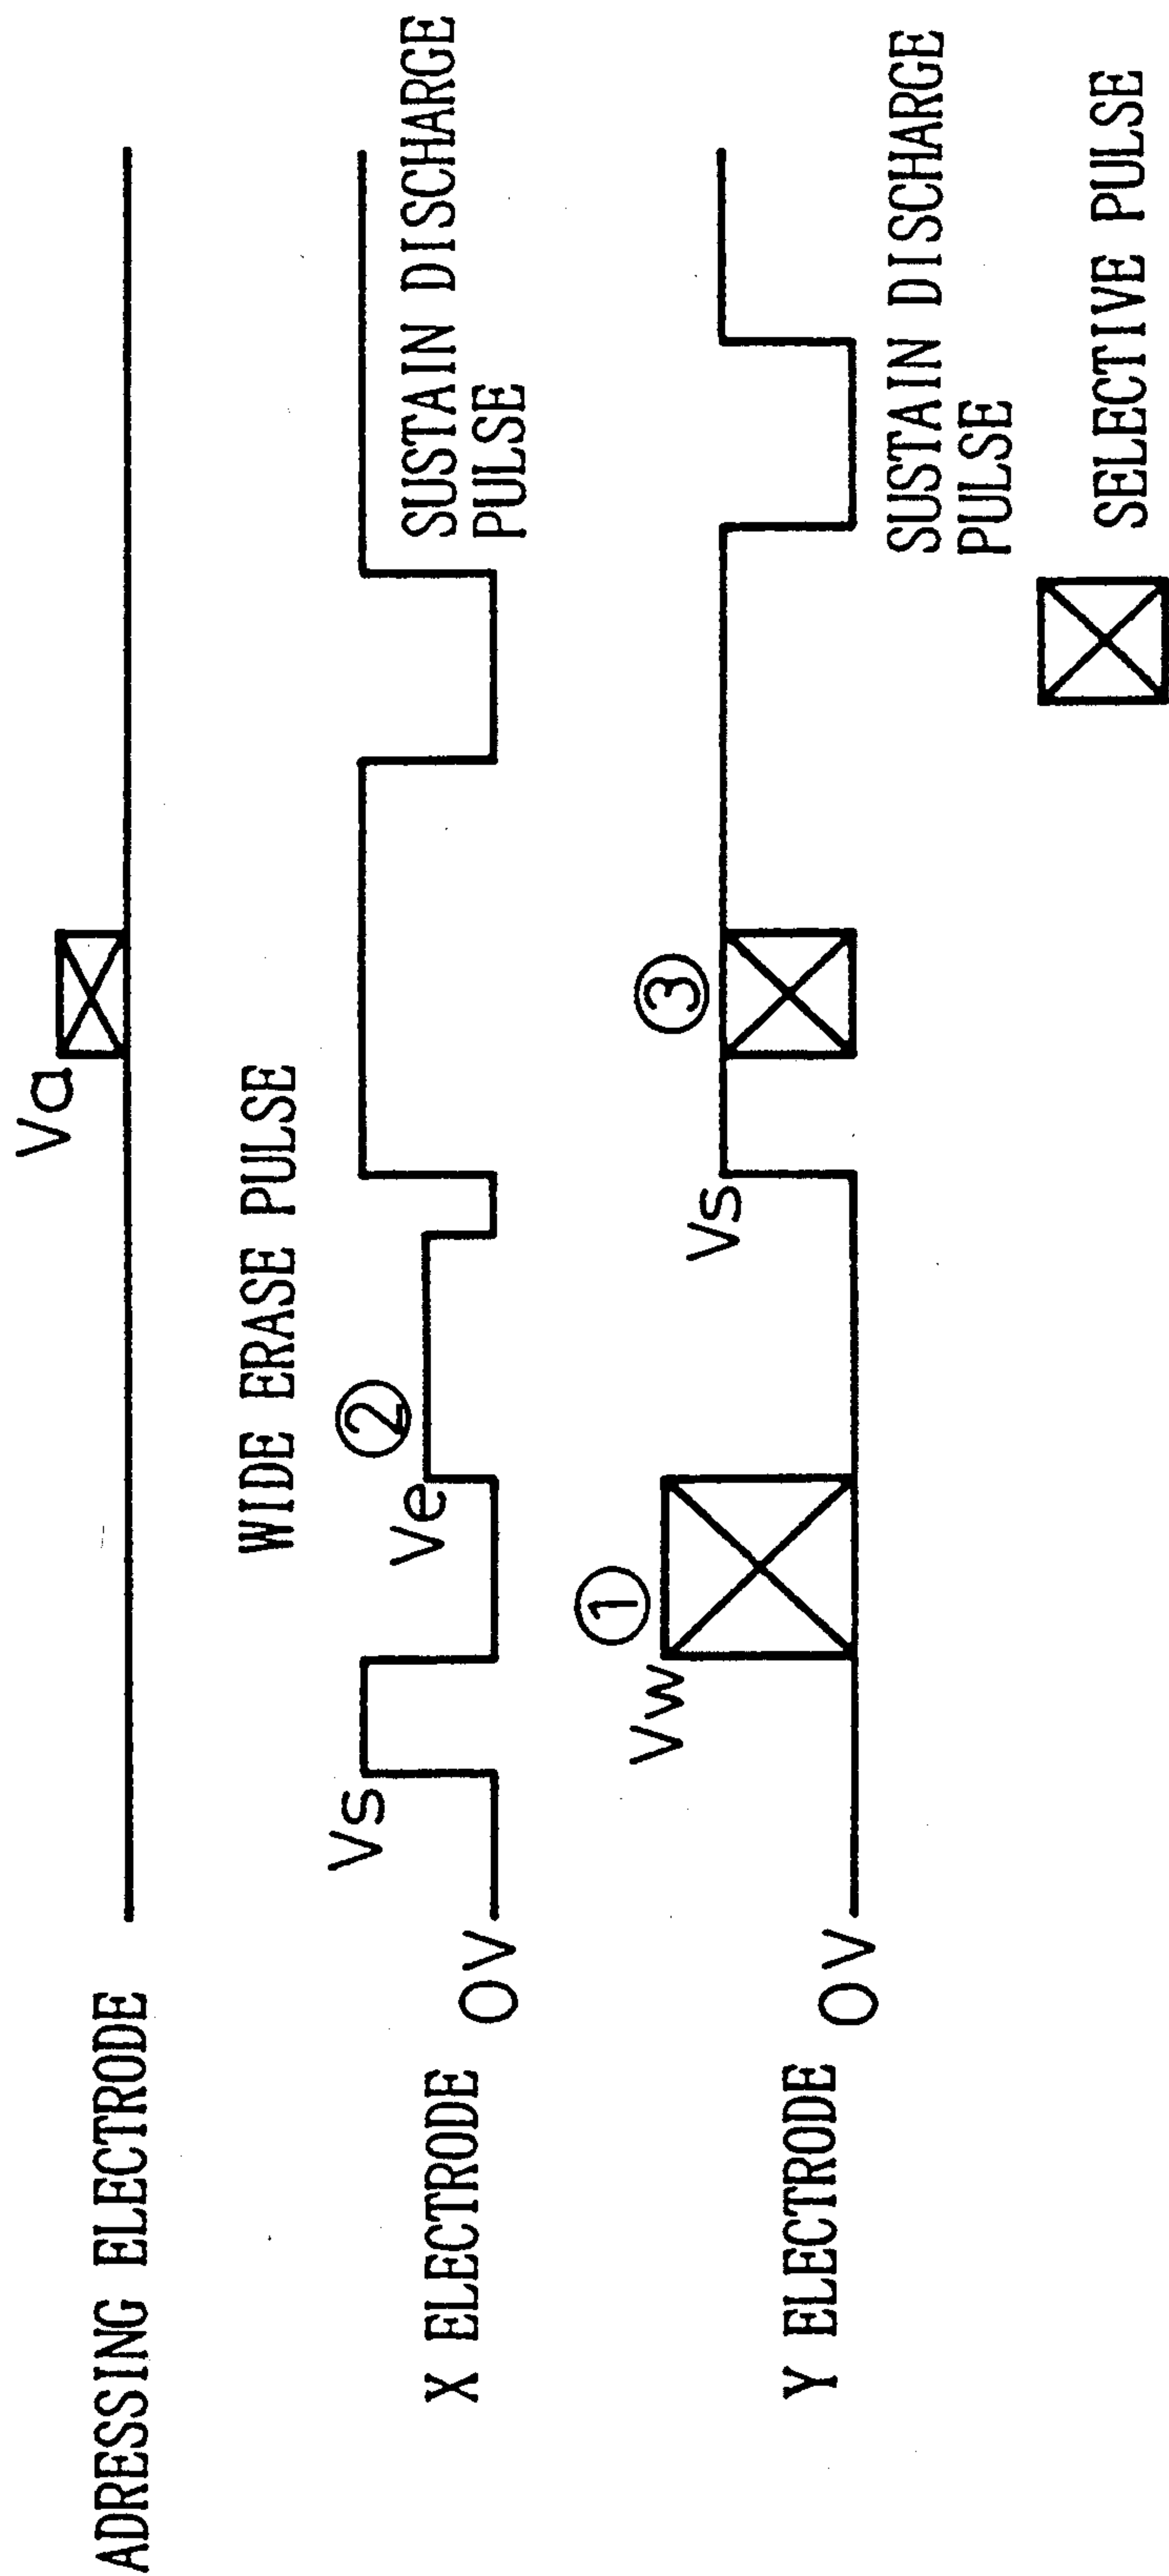 ADRESSING ELECTRODE
Va
WIDE ERASE PULSE
X ELECTRODE
0V
Vs
Ve
②
SUSTAIN DISCHARGE
PULSE
Y ELECTRODE
0V
Vw
①
Vs
③
SUSTAIN DISCHARGE
PULSE
SELECTIVE PULSE